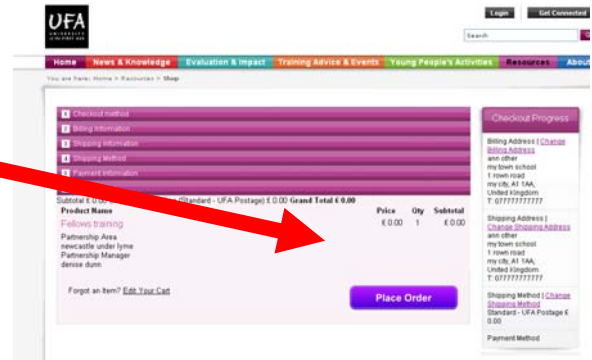 UFA
UNIVERSITY
of the FIRST AGE
Login
Get Connected
Search
Home
News & Knowledge
Evaluation & Impact
Training Advice & Events
Young People's Activities
Resources
About
You are here: Home > Resources > Shop
1 Checkout method
2 Billing Information
3 Shipping Information
4 Shipping Method
5 Payment Information
Subtotal £ 0.00
(Standard - UFA Postage) £ 0.00 Grand Total £ 0.00
Product Name Price Qty Subtotal
Fellows training £ 0.00 1 £ 0.00
Partnership Area
newcastle under lyme
Partnership Manager
denise dunn
Forgot an Item? Edit Your Cart
Place Order
Checkout Progress
Billing Address | Change
Billing Address
ann other
my town school
1 rown road
my city, A1 1AA,
United Kingdom
T: 07777777777
Shipping Address |
Change Shipping Address
ann other
my town school
1 rown road
my city, A1 1AA,
United Kingdom
T: 07777777777
Shipping Method | Change
Shipping Method
Standard - UFA Postage £
0.00
Payment Method